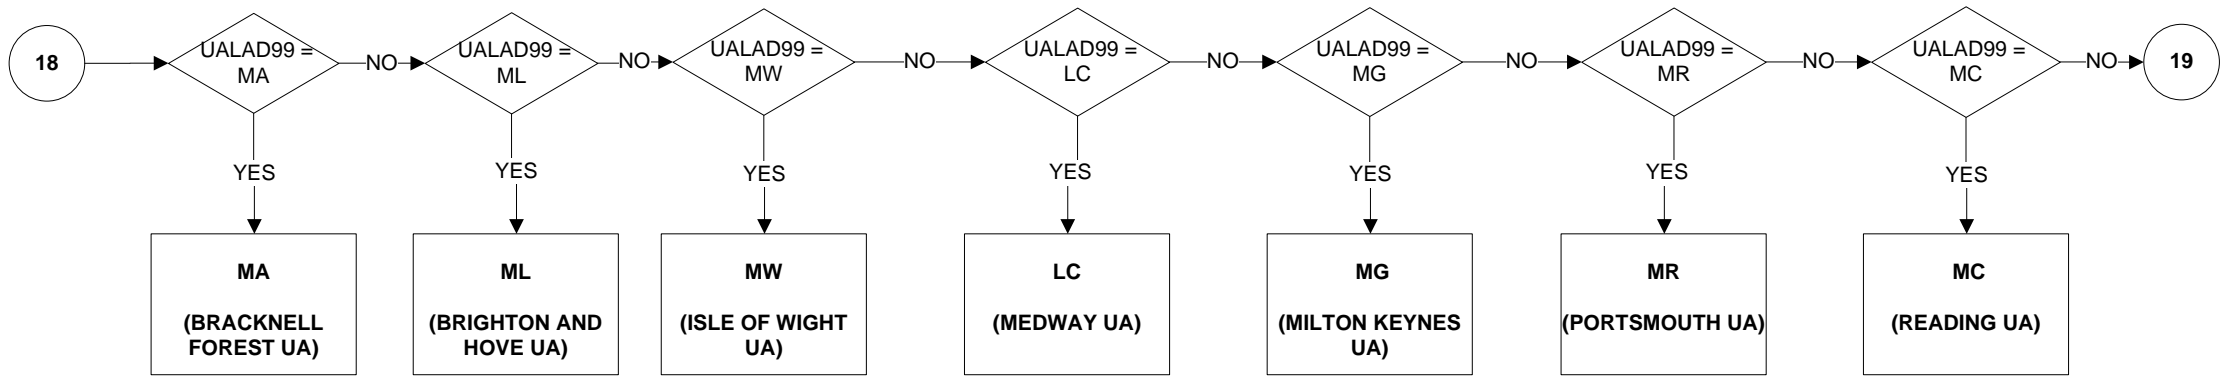 18
UALAD99 =
MA
NO
UALAD99 =
ML
NO
UALAD99 =
MW
NO
UALAD99 =
LC
NO
UALAD99 =
MG
NO
UALAD99 =
MR
NO
UALAD99 =
MC
NO
19
YES
YES
YES
YES
YES
YES
YES
MA
(BRACKNELL
FOREST UA)
ML
(BRIGHTON AND
HOVE UA)
MW
(ISLE OF WIGHT
UA)
LC
(MEDWAY UA)
MG
(MILTON KEYNES
UA)
MR
(PORTSMOUTH UA)
MC
(READING UA)